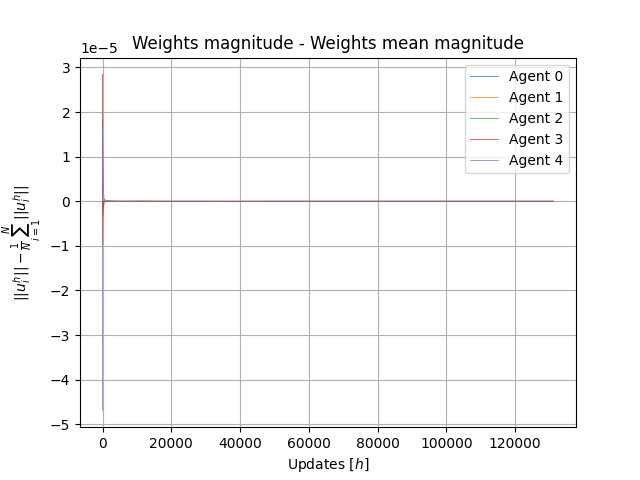 Weights magnitude - Weights mean magnitude
1e−5
3
2
1
0
−1
−2
−3
−4
−5
||u_i^h|| − \frac{1}{N} \sum_{i=1}^{N} ||u_i^h||
0 20000 40000 60000 80000 100000 120000
Updates [h]
Agent 0
Agent 1
Agent 2
Agent 3
Agent 4